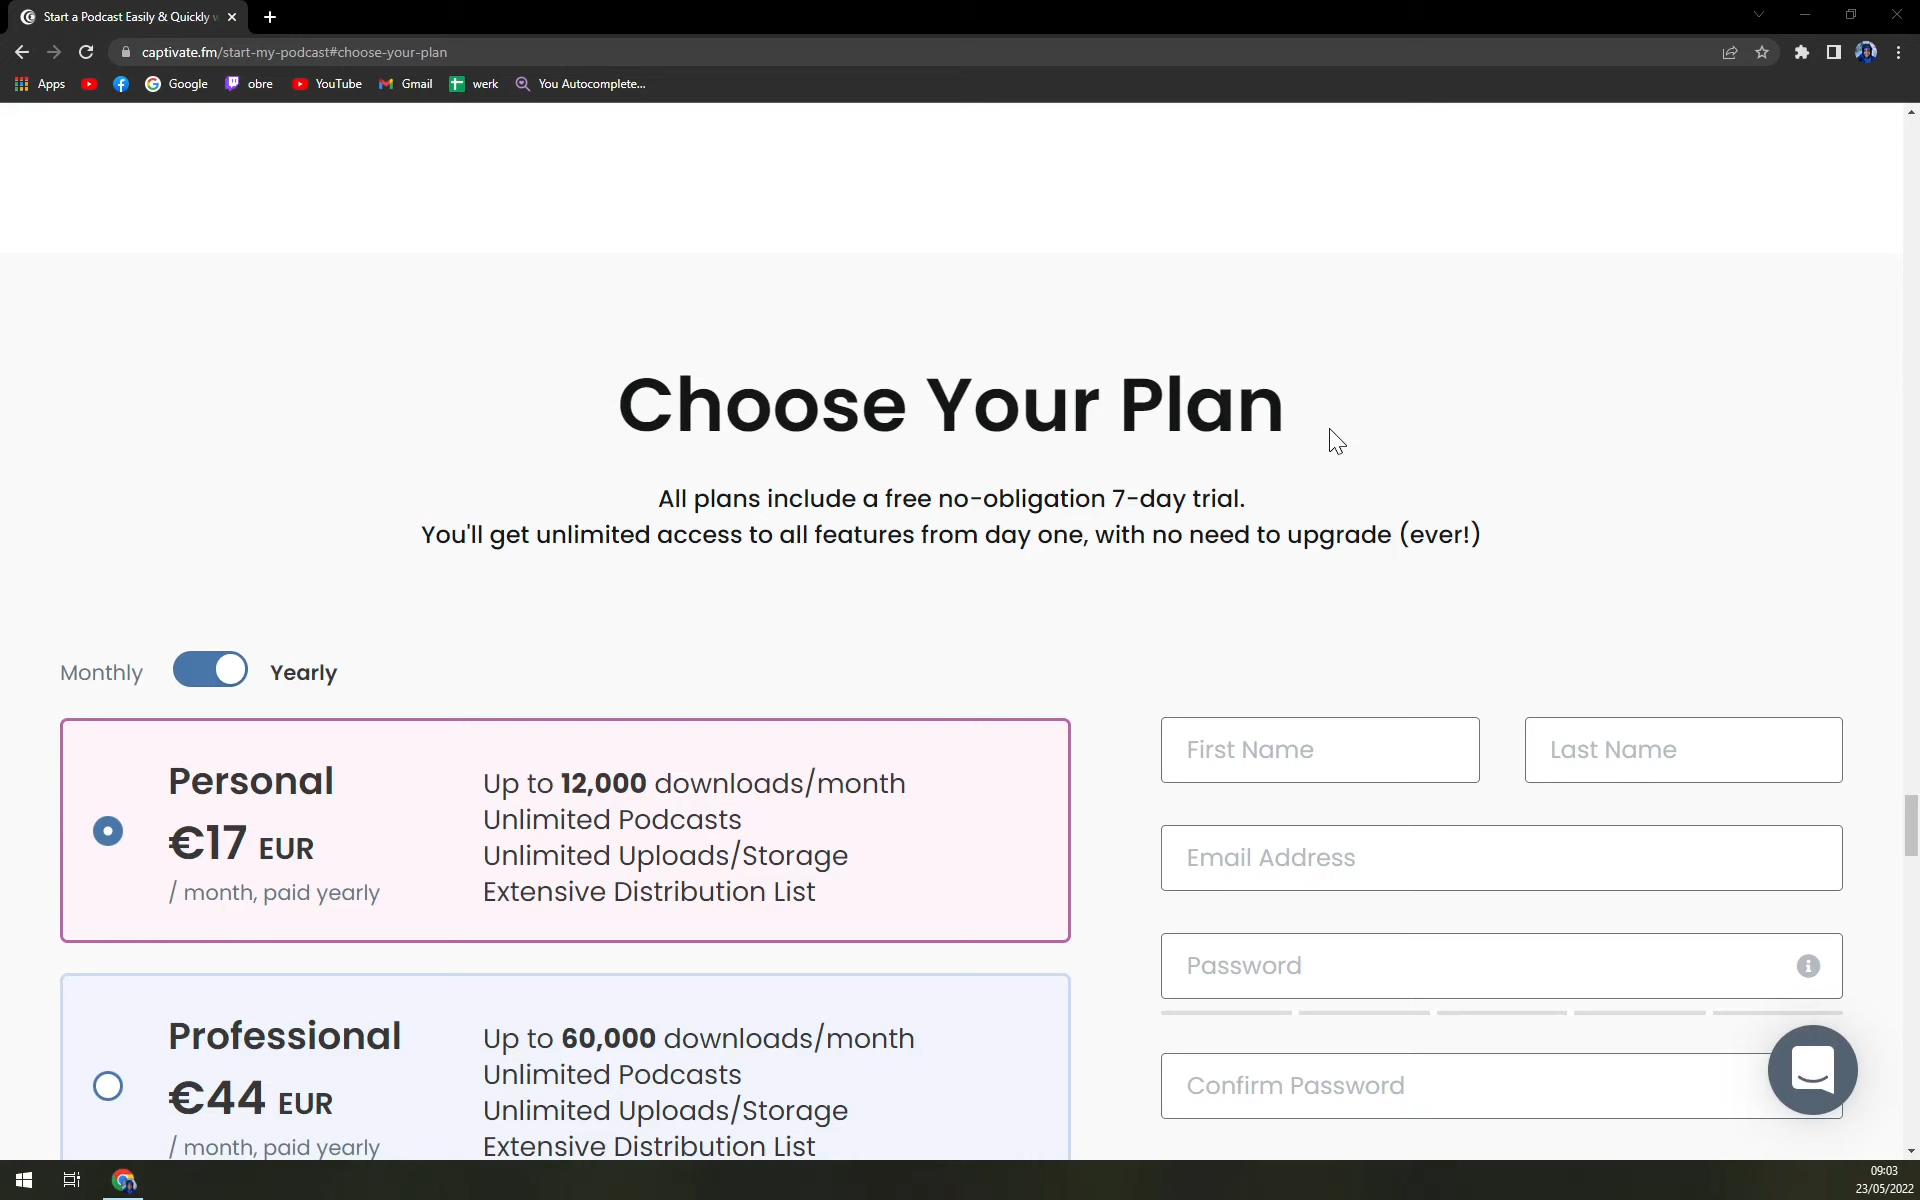 Start a Podcast Easily & Quickly
captivate.fm/start-my-podcast#choose-your-plan
Apps
Google
obre
YouTube
Gmail
werk
You Autocomplete...
Choose Your Plan
All plans include a free no-obligation 7-day trial.
You'll get unlimited access to all features from day one, with no need to upgrade (ever!)
Monthly
Yearly
Personal
€17 EUR
/ month, paid yearly
Up to 12,000 downloads/month
Unlimited Podcasts
Unlimited Uploads/Storage
Extensive Distribution List
Professional
€44 EUR
/ month, paid yearly
Up to 60,000 downloads/month
Unlimited Podcasts
Unlimited Uploads/Storage
Extensive Distribution List
First Name
Last Name
Email Address
Password
Confirm Password
09:03
23/05/2022